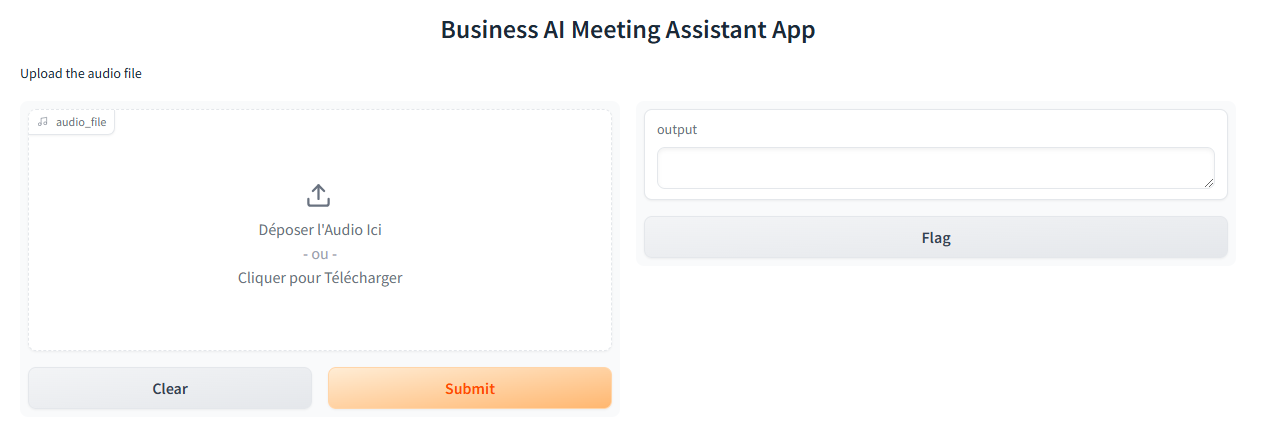 Business AI Meeting Assistant App
Upload the audio file
audio_file
Déposer l'Audio Ici
- ou -
Cliquer pour Télécharger
Clear
Submit
output
Flag